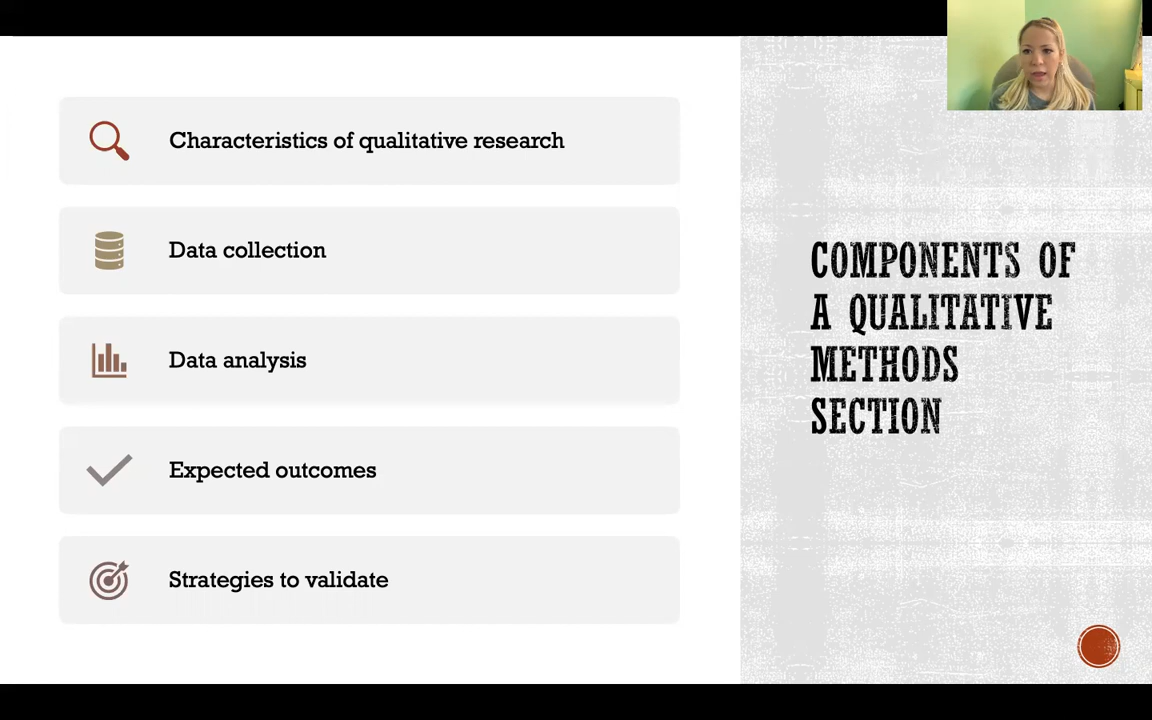 Characteristics of qualitative research
Data collection
Data analysis
Expected outcomes
Strategies to validate
COMPONENTS OF
A QUALITATIVE
METHODS
SECTION